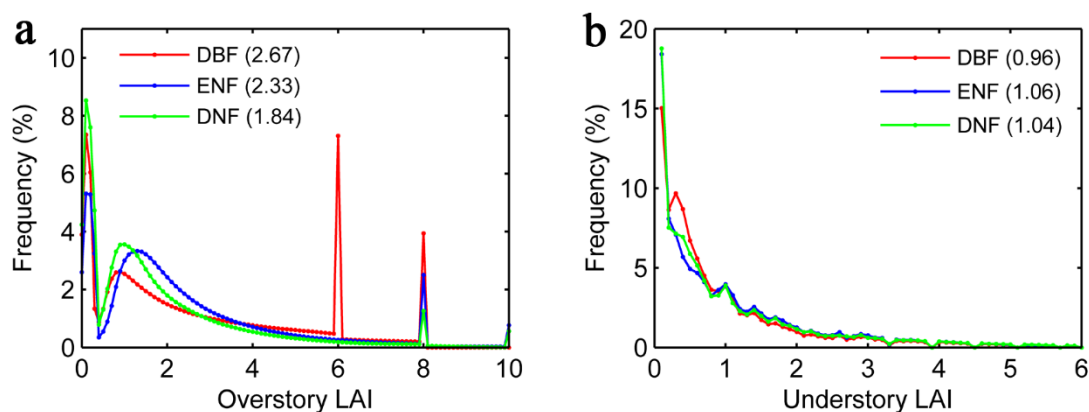 a
DBF (2.67)
ENF (2.33)
DNF (1.84)
Frequency (%)
10
8
6
4
2
0
0 2 4 6 8 10
Overstory LAI
b
DBF (0.96)
ENF (1.06)
DNF (1.04)
Frequency (%)
20
15
10
5
0
0 1 2 3 4 5 6
Understory LAI